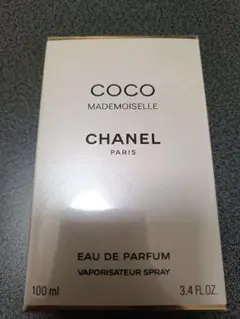 COCO
MADEMOISELLE
CHANEL
PARIS
EAU DE PARFUM
VAPORISATEUR SPRAY
100 ml 3.4 FL.OZ.